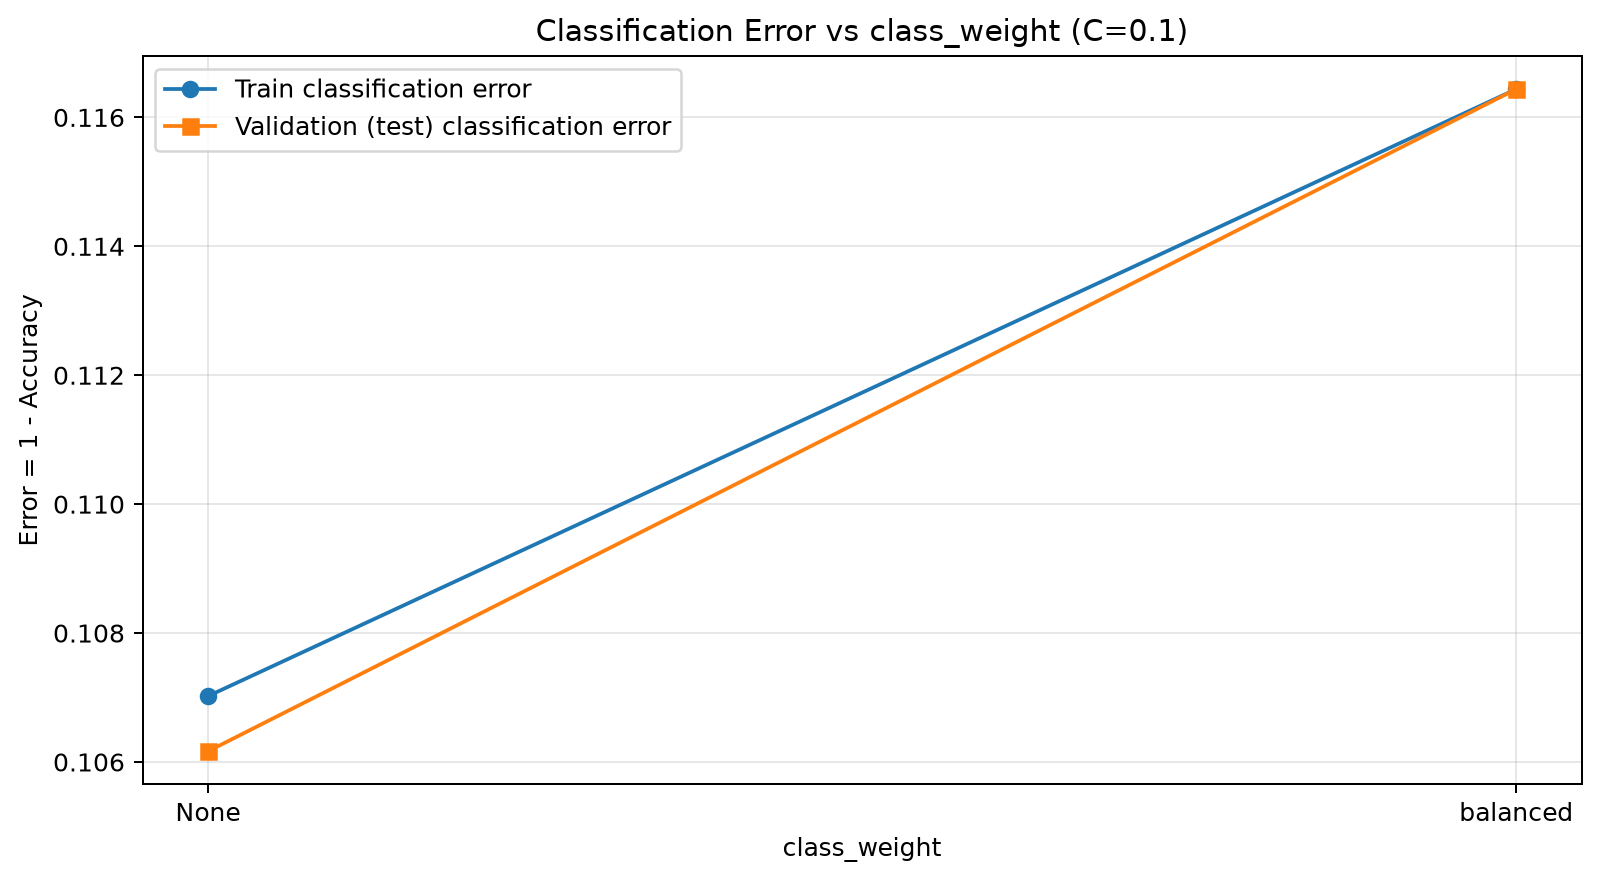 Classification Error vs class_weight (C=0.1)
Train classification error
Validation (test) classification error
0.116
0.114
0.112
0.110
0.108
0.106
Error = 1 - Accuracy
None
balanced
class_weight